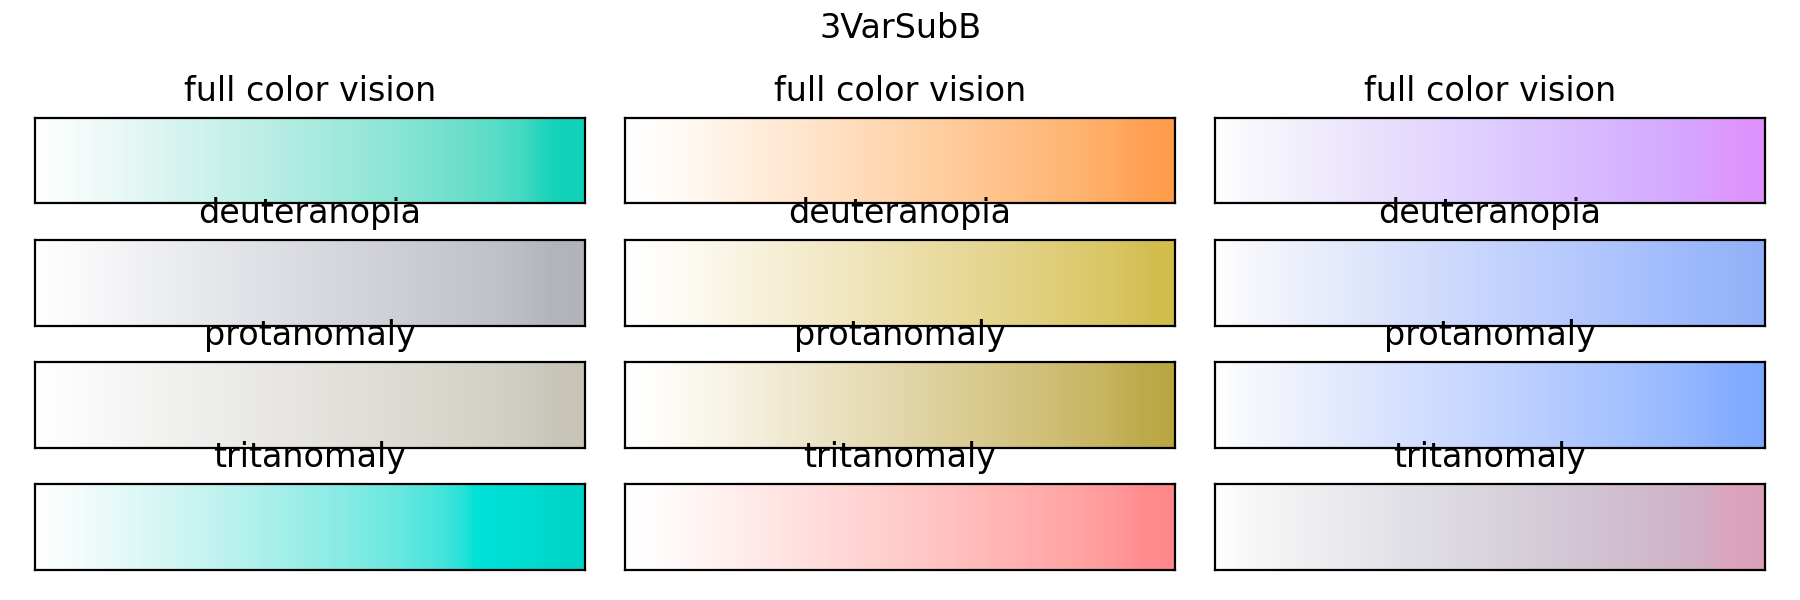 3VarSubB
full color vision full color vision full color vision
deuteranopia deuteranopia deuteranopia
protanomaly protanomaly protanomaly
tritanomaly tritanomaly tritanomaly